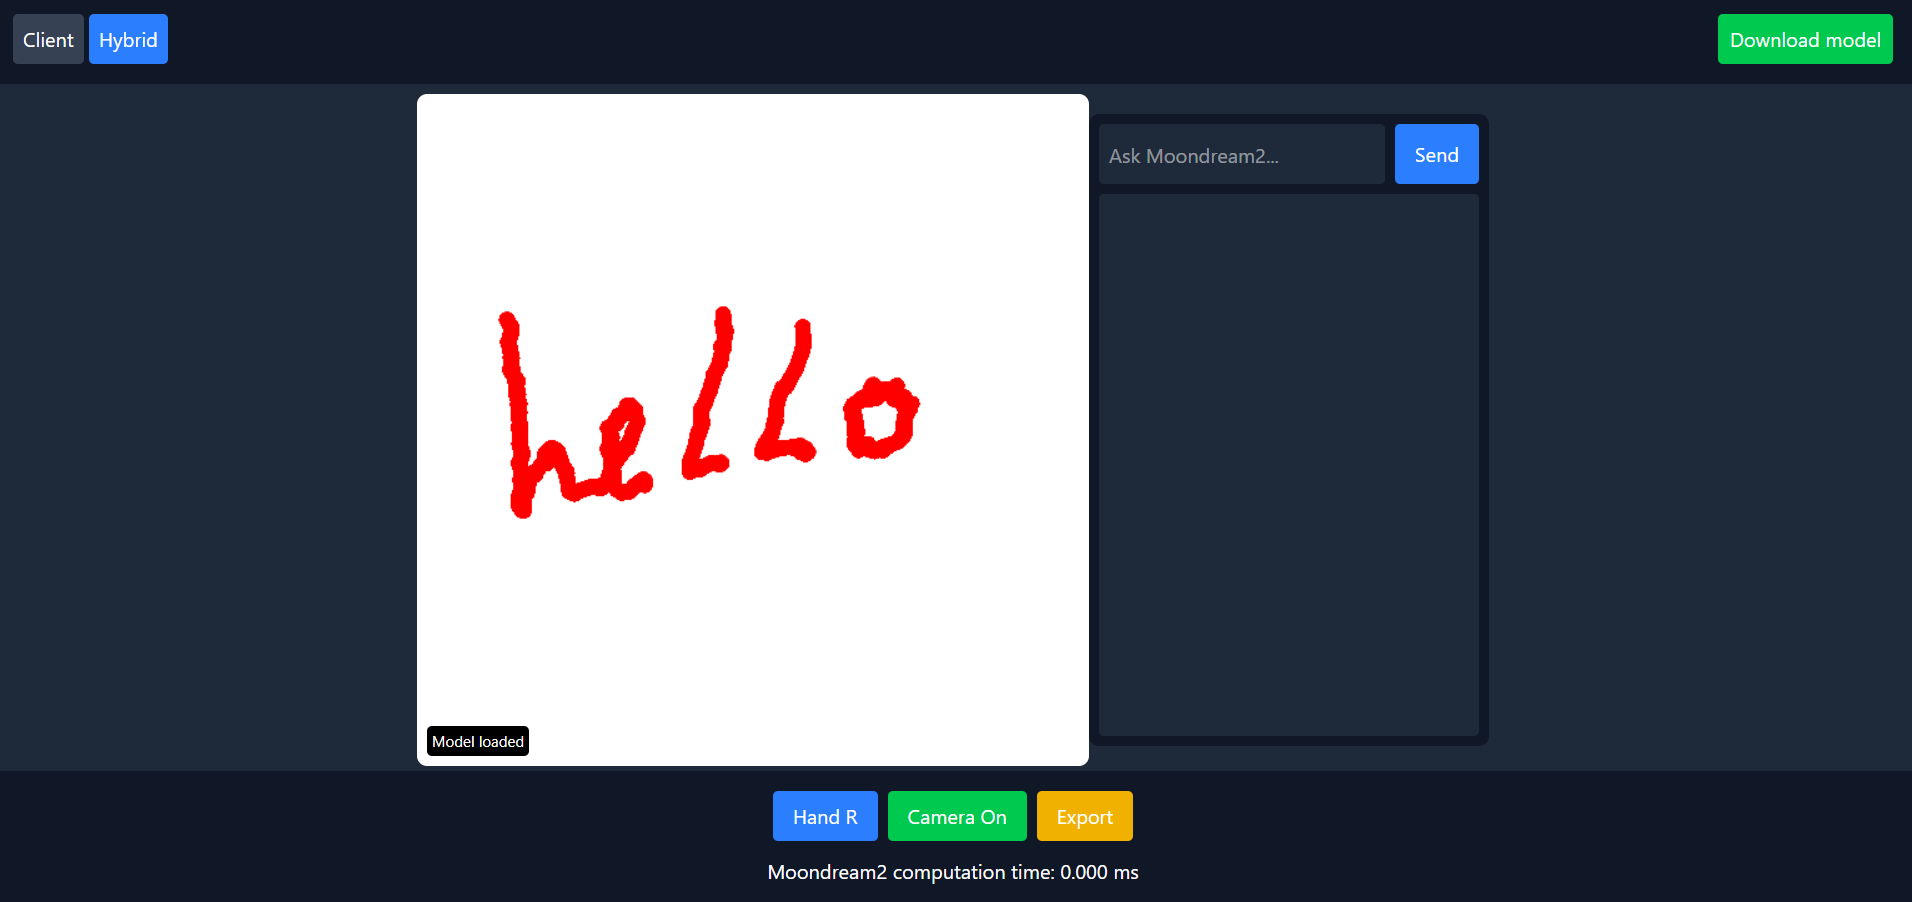 Client Hybrid Download model
Ask Moondream2... Send
hello
Model loaded
Hand R Camera On Export
Moondream2 computation time: 0.000 ms